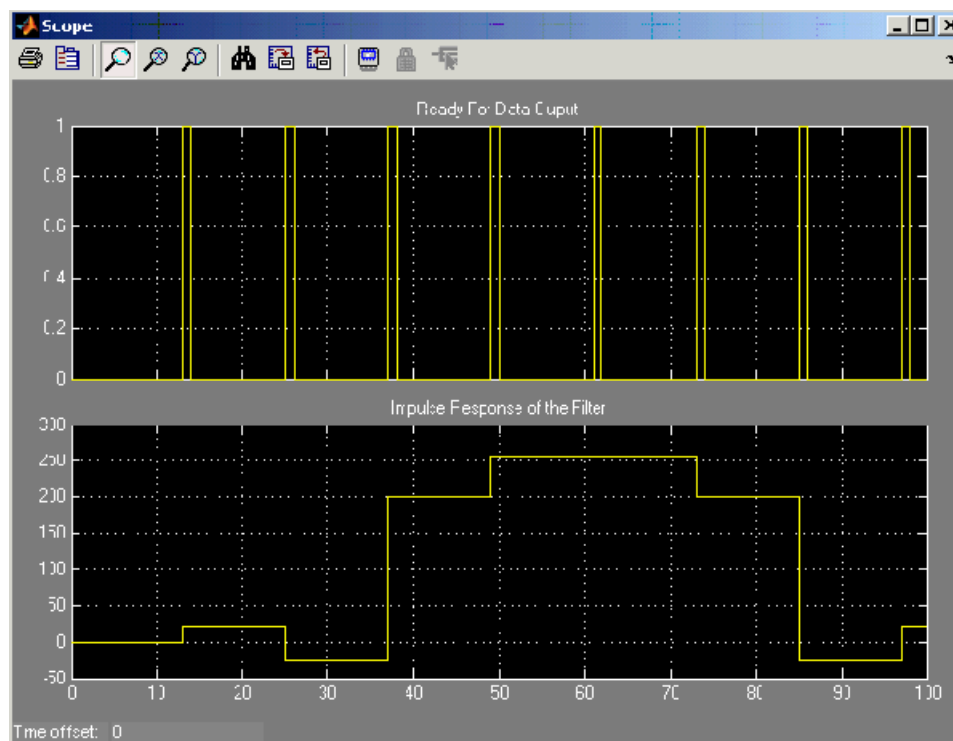 Scope
Ready For Data Ouput
1
0.8
0.6
0.4
0.2
0
Impulse Response of the Filter
300
250
200
150
100
50
0
-50
0 10 20 30 40 50 60 70 80 90 100
Time offset: 0